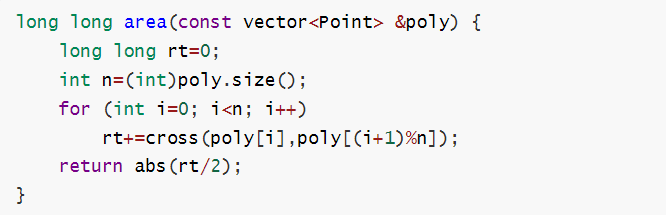 long long area(const vector<Point> &poly) {
    long long rt=0;
    int n=(int)poly.size();
    for (int i=0; i<n; i++)
        rt+=cross(poly[i],poly[(i+1)%n]);
    return abs(rt/2);
}